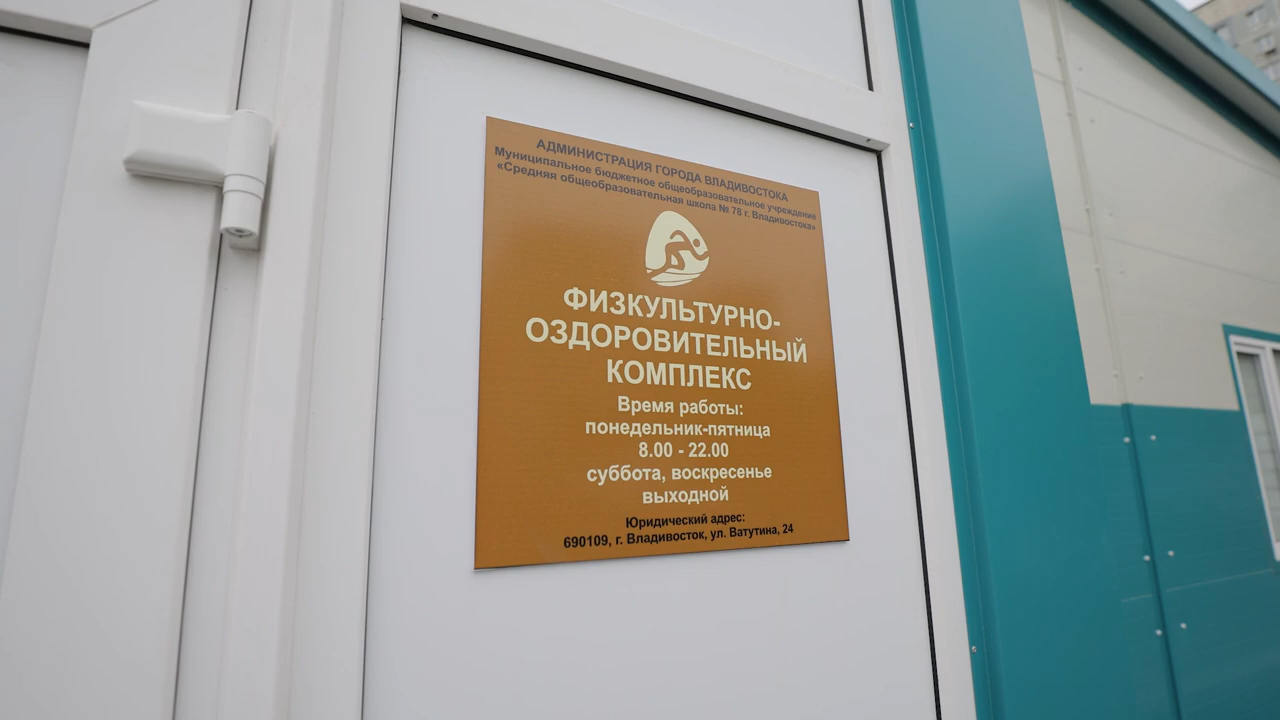 АДМИНИСТРАЦИЯ ГОРОДА ВЛАДИВОСТОКА
Муниципальное бюджетное общеобразовательное учреждение
«Средняя общеобразовательная школа № 78 г. Владивостока»
ФИЗКУЛЬТУРНО-
ОЗДОРОВИТЕЛЬНЫЙ
КОМПЛЕКС
Время работы:
понедельник-пятница
8.00 - 22.00
суббота, воскресенье
выходной
Юридический адрес:
690109, г. Владивосток, ул. Ватутина, 24